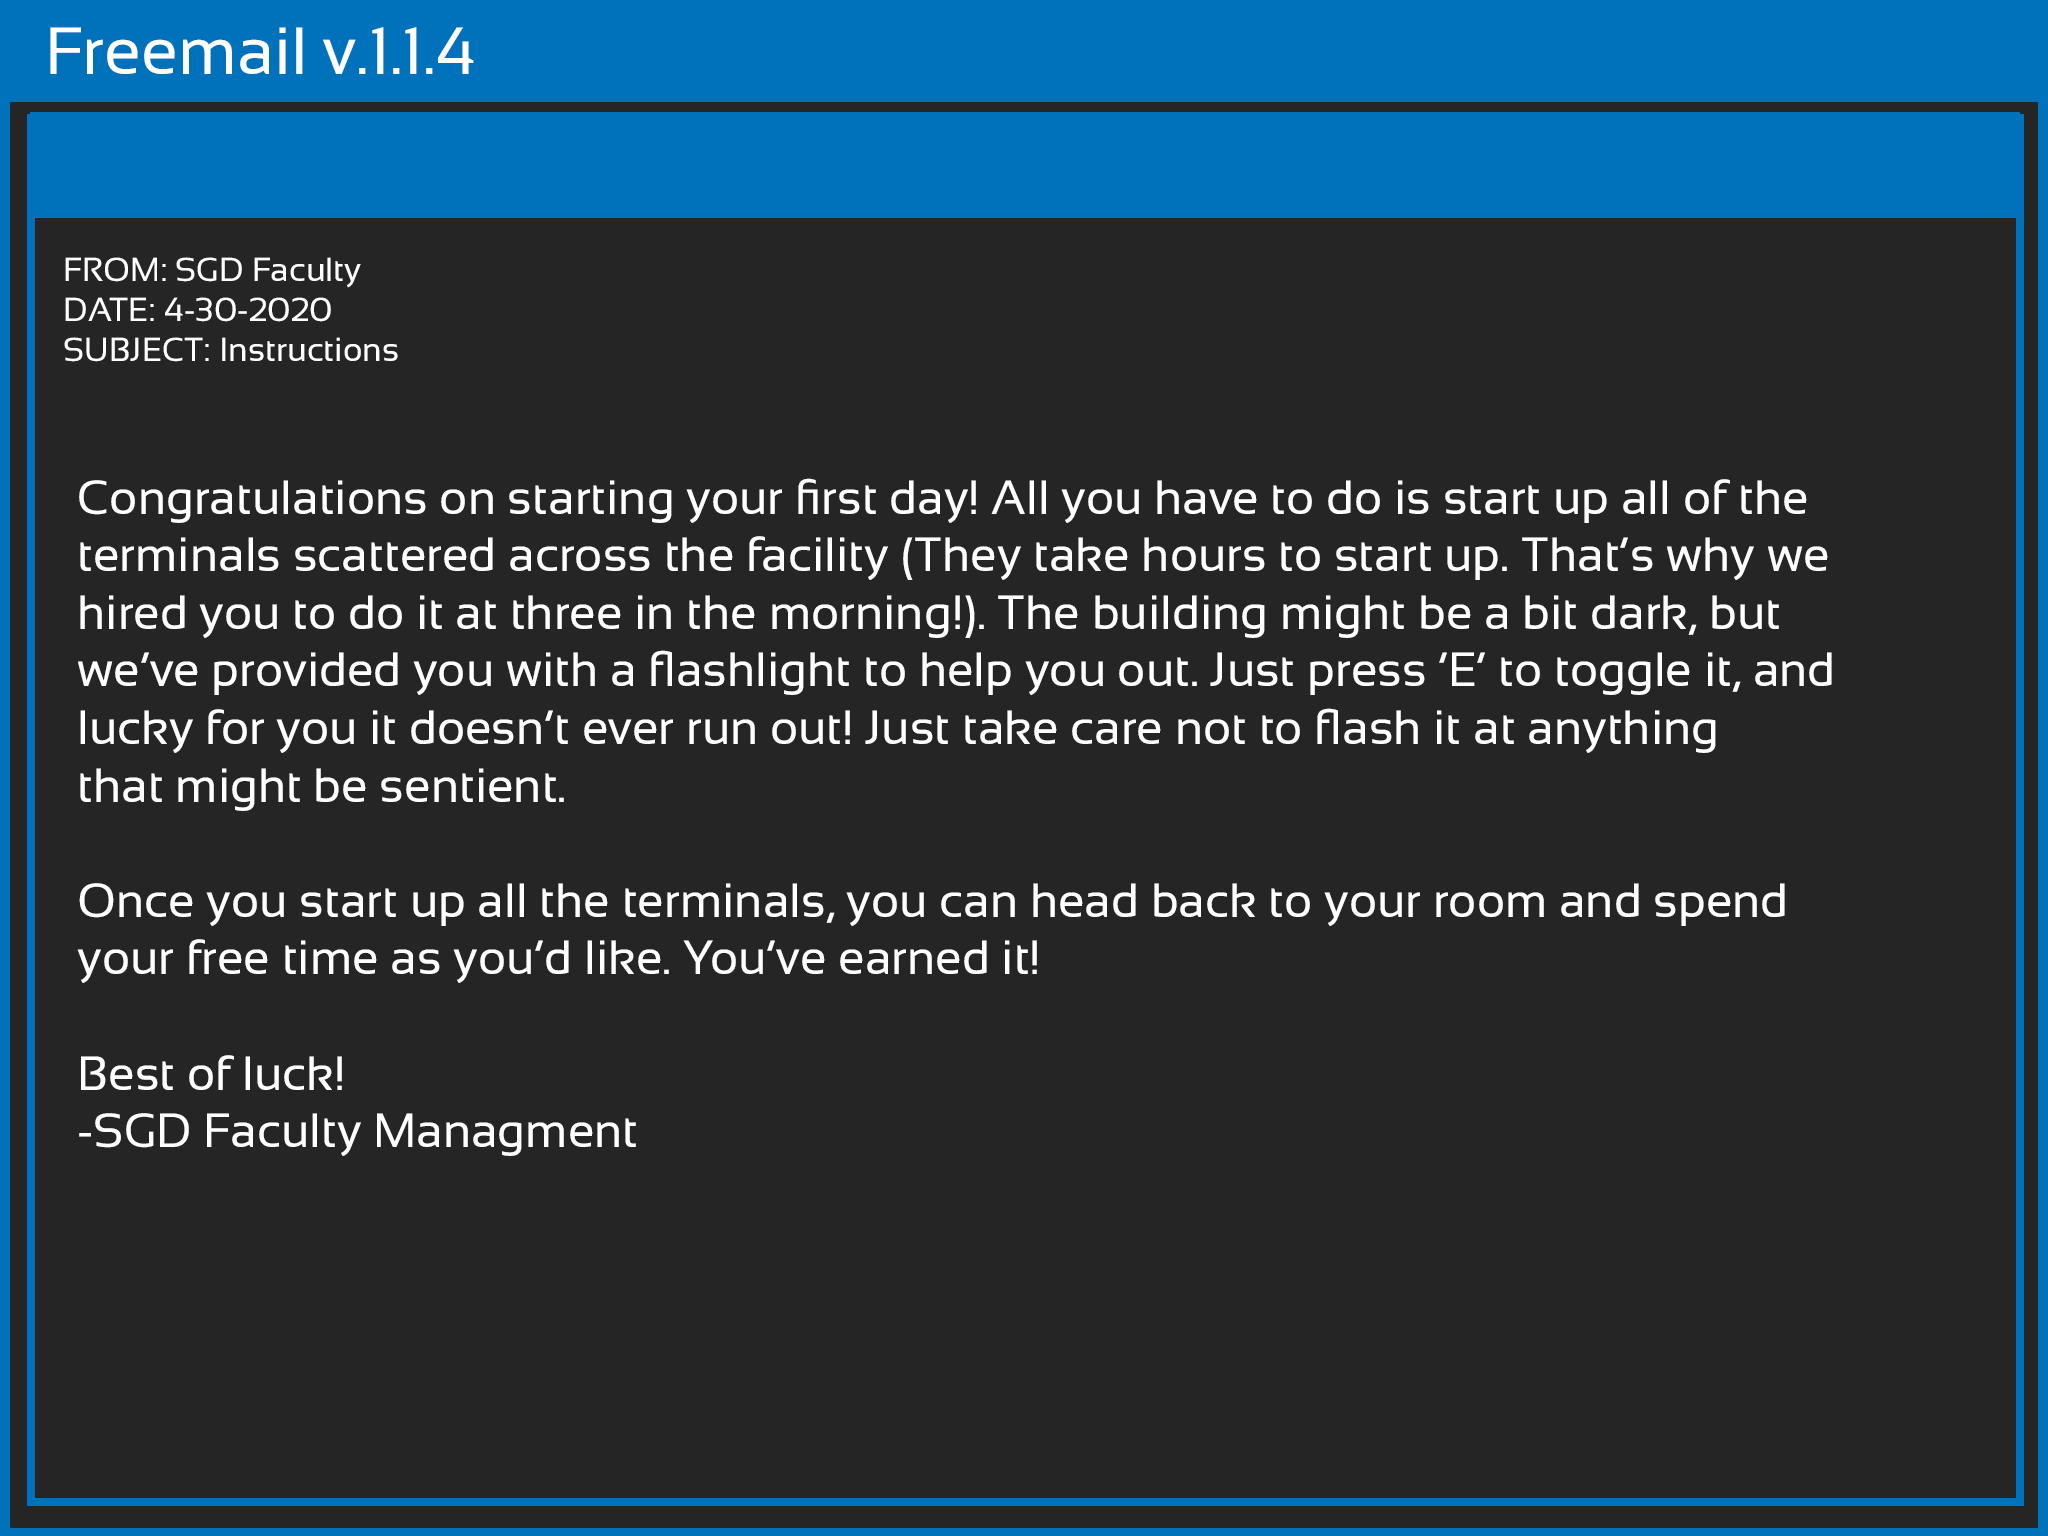 Freemail v.1.1.4
FROM: SGD Faculty
DATE: 4-30-2020
SUBJECT: Instructions
Congratulations on starting your first day! All you have to do is start up all of the
terminals scattered across the facility (They take hours to start up. That's why we
hired you to do it at three in the morning!). The building might be a bit dark, but
we've provided you with a flashlight to help you out. Just press 'E' to toggle it, and
lucky for you it doesn't ever run out! Just take care not to flash it at anything
that might be sentient.
Once you start up all the terminals, you can head back to your room and spend
your free time as you'd like. You've earned it!
Best of luck!
-SGD Faculty Managment